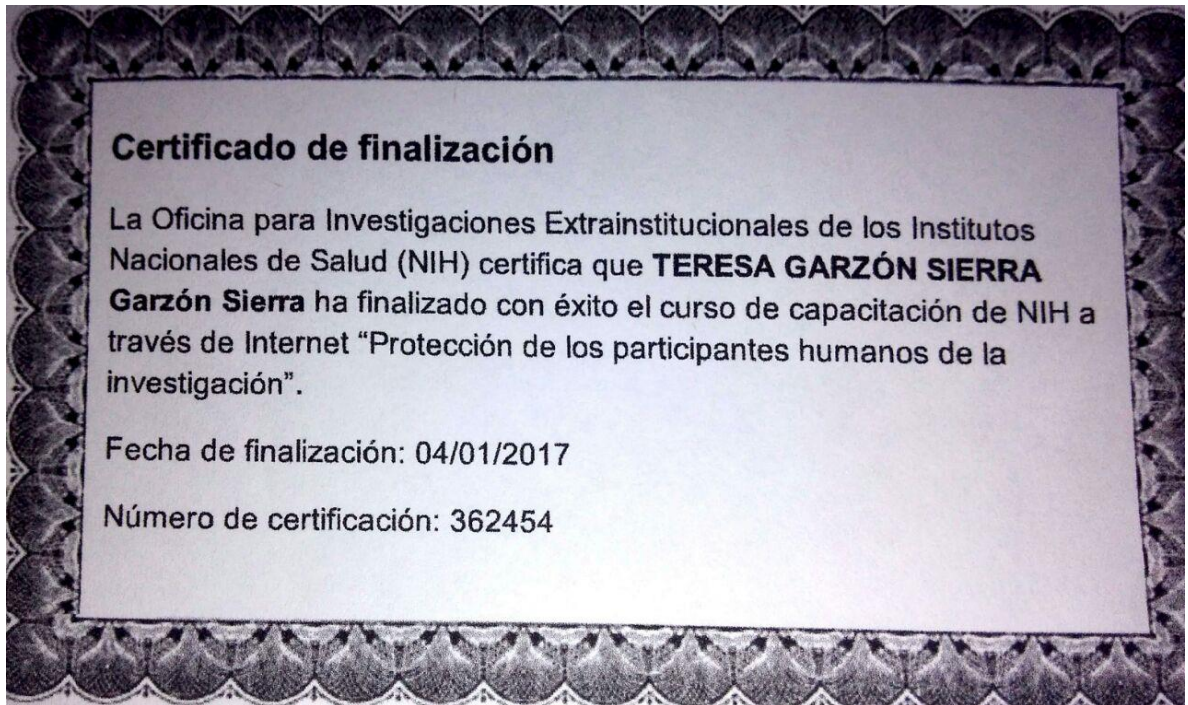 Certificado de finalización
La Oficina para Investigaciones Extrainstitucionales de los Institutos
Nacionales de Salud (NIH) certifica que TERESA GARZÓN SIERRA
Garzón Sierra ha finalizado con éxito el curso de capacitación de NIH a
través de Internet “Protección de los participantes humanos de la
investigación”.
Fecha de finalización: 04/01/2017
Número de certificación: 362454